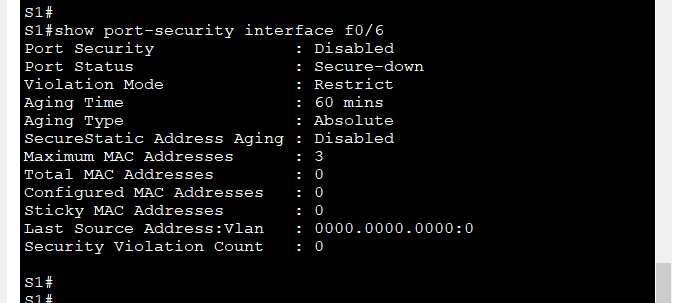 S1#
S1#show port-security interface f0/6
Port Security              : Disabled
Port Status                : Secure-down
Violation Mode             : Restrict
Aging Time                 : 60 mins
Aging Type                 : Absolute
SecureStatic Address Aging : Disabled
Maximum MAC Addresses      : 3
Total MAC Addresses        : 0
Configured MAC Addresses   : 0
Sticky MAC Addresses       : 0
Last Source Address:Vlan   : 0000.0000.0000:0
Security Violation Count   : 0
S1#
S1#